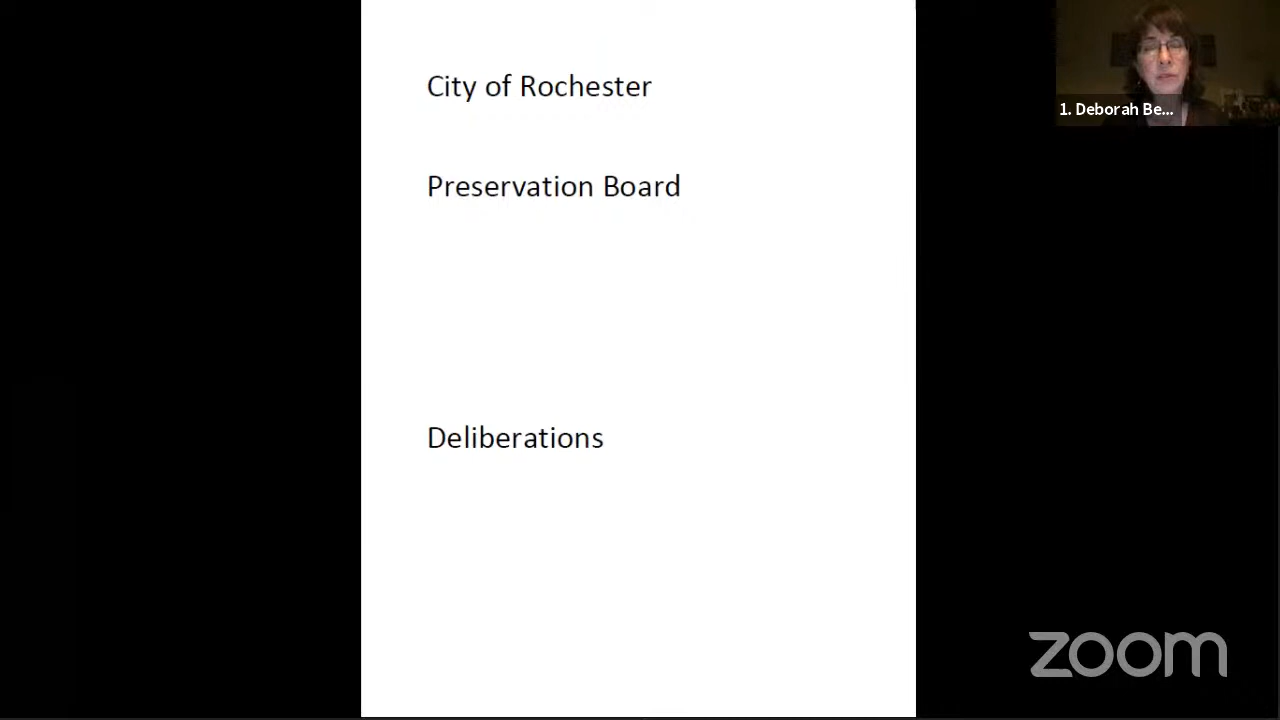 City of Rochester
Preservation Board
Deliberations
1. Deborah Be...
zoom